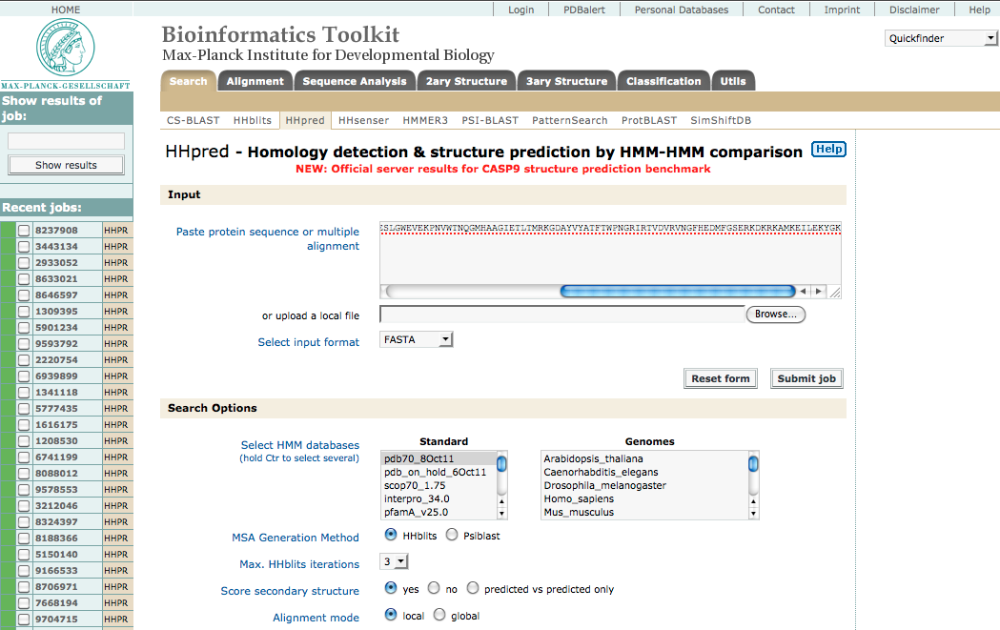 HOME
Login PDBalert Personal Databases Contact Imprint Disclaimer Help
Bioinformatics Toolkit
Max-Planck Institute for Developmental Biology
Quickfinder
MAX-PLANCK-GESELLSCHAFT
Search Alignment Sequence Analysis 2ary Structure 3ary Structure Classification Utils
CS-BLAST HHblits HHpred HHsenser HMMER3 PSI-BLAST PatternSearch ProtBLAST SimShiftDB
Show results of
job:
Show results
Recent jobs:
8237908 HHPR
3443134 HHPR
2933052 HHPR
8633021 HHPR
8646597 HHPR
1309395 HHPR
5901234 HHPR
9593792 HHPR
2220754 HHPR
6939899 HHPR
1341118 HHPR
5777435 HHPR
1616175 HHPR
1208530 HHPR
6741199 HHPR
8088012 HHPR
9578553 HHPR
3212046 HHPR
8324397 HHPR
8188366 HHPR
5150140 HHPR
9166533 HHPR
8706971 HHPR
7668194 HHPR
9704715 HHPR
HHpred - Homology detection & structure prediction by HMM-HMM comparison Help
NEW: Official server results for CASP9 structure prediction benchmark
Input
Paste protein sequence or multiple
alignment
SLGWEVEKPNVWTNQGMHAAGIETLTMRKGDAYVYATFTWPNGRIRTVDVRVNGFHEDMFGSERKDKRKAMKEILEKYGK
or upload a local file Browse...
Select input format FASTA
Reset form Submit job
Search Options
Select HMM databases
(hold Ctr to select several)
Standard
pdb70_8Oct11
pdb_on_hold_6Oct11
scop70_1.75
interpro_34.0
pfamA_v25.0
Genomes
Arabidopsis_thaliana
Caenorhabditis_elegans
Drosophila_melanogaster
Homo_sapiens
Mus_musculus
MSA Generation Method HHblits Psiblast
Max. HHblits iterations 3
Score secondary structure yes no predicted vs predicted only
Alignment mode local global